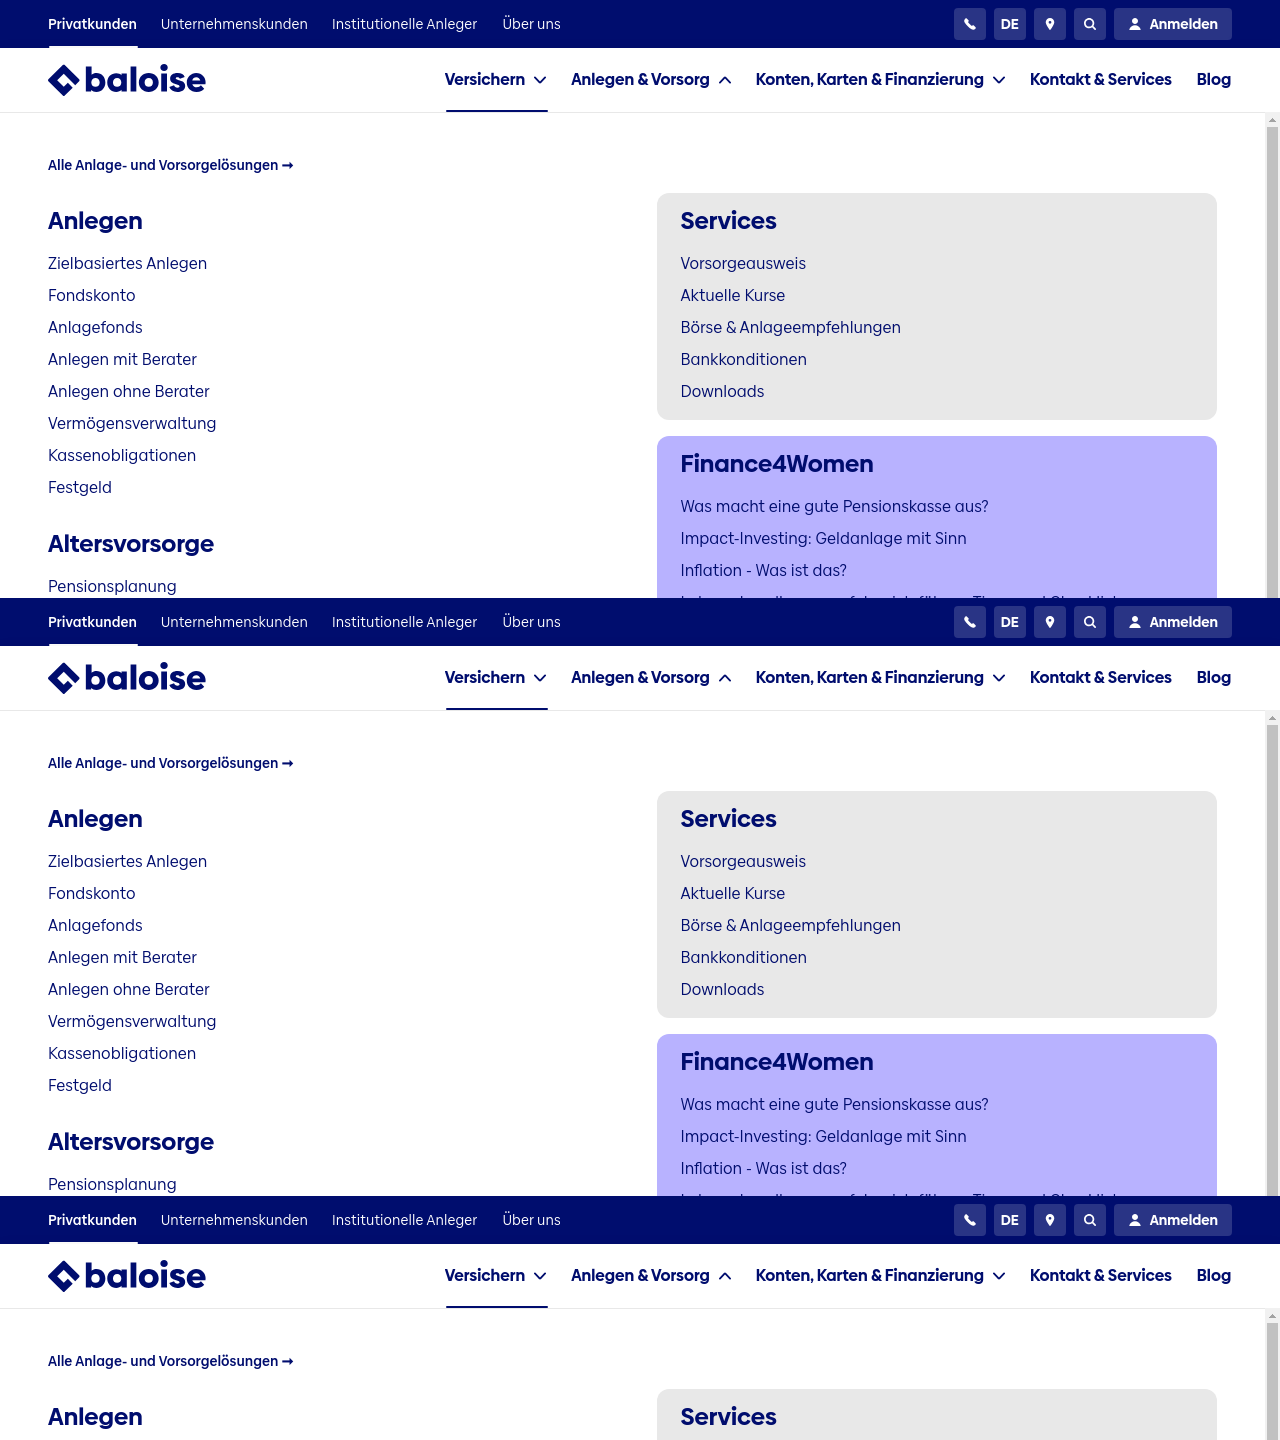 Privatkunden Unternehmenskunden Institutionelle Anleger Über uns DE Anmelden
baloise Versichern Anlegen & Vorsorg Konten, Karten & Finanzierung Kontakt & Services Blog
Alle Anlage- und Vorsorgelösungen →
Anlegen
Zielbasiertes Anlegen
Fondskonto
Anlagefonds
Anlegen mit Berater
Anlegen ohne Berater
Vermögensverwaltung
Kassenobligationen
Festgeld
Altersvorsorge
Pensionsplanung
Services
Vorsorgeausweis
Aktuelle Kurse
Börse & Anlageempfehlungen
Bankkonditionen
Downloads
Finance4Women
Was macht eine gute Pensionskasse aus?
Impact-Investing: Geldanlage mit Sinn
Inflation - Was ist das?
Privatkunden Unternehmenskunden Institutionelle Anleger Über uns DE Anmelden
baloise Versichern Anlegen & Vorsorg Konten, Karten & Finanzierung Kontakt & Services Blog
Alle Anlage- und Vorsorgelösungen →
Anlegen
Zielbasiertes Anlegen
Fondskonto
Anlagefonds
Anlegen mit Berater
Anlegen ohne Berater
Vermögensverwaltung
Kassenobligationen
Festgeld
Altersvorsorge
Pensionsplanung
Services
Vorsorgeausweis
Aktuelle Kurse
Börse & Anlageempfehlungen
Bankkonditionen
Downloads
Finance4Women
Was macht eine gute Pensionskasse aus?
Impact-Investing: Geldanlage mit Sinn
Inflation - Was ist das?
Privatkunden Unternehmenskunden Institutionelle Anleger Über uns DE Anmelden
baloise Versichern Anlegen & Vorsorg Konten, Karten & Finanzierung Kontakt & Services Blog
Alle Anlage- und Vorsorgelösungen →
Anlegen
Services